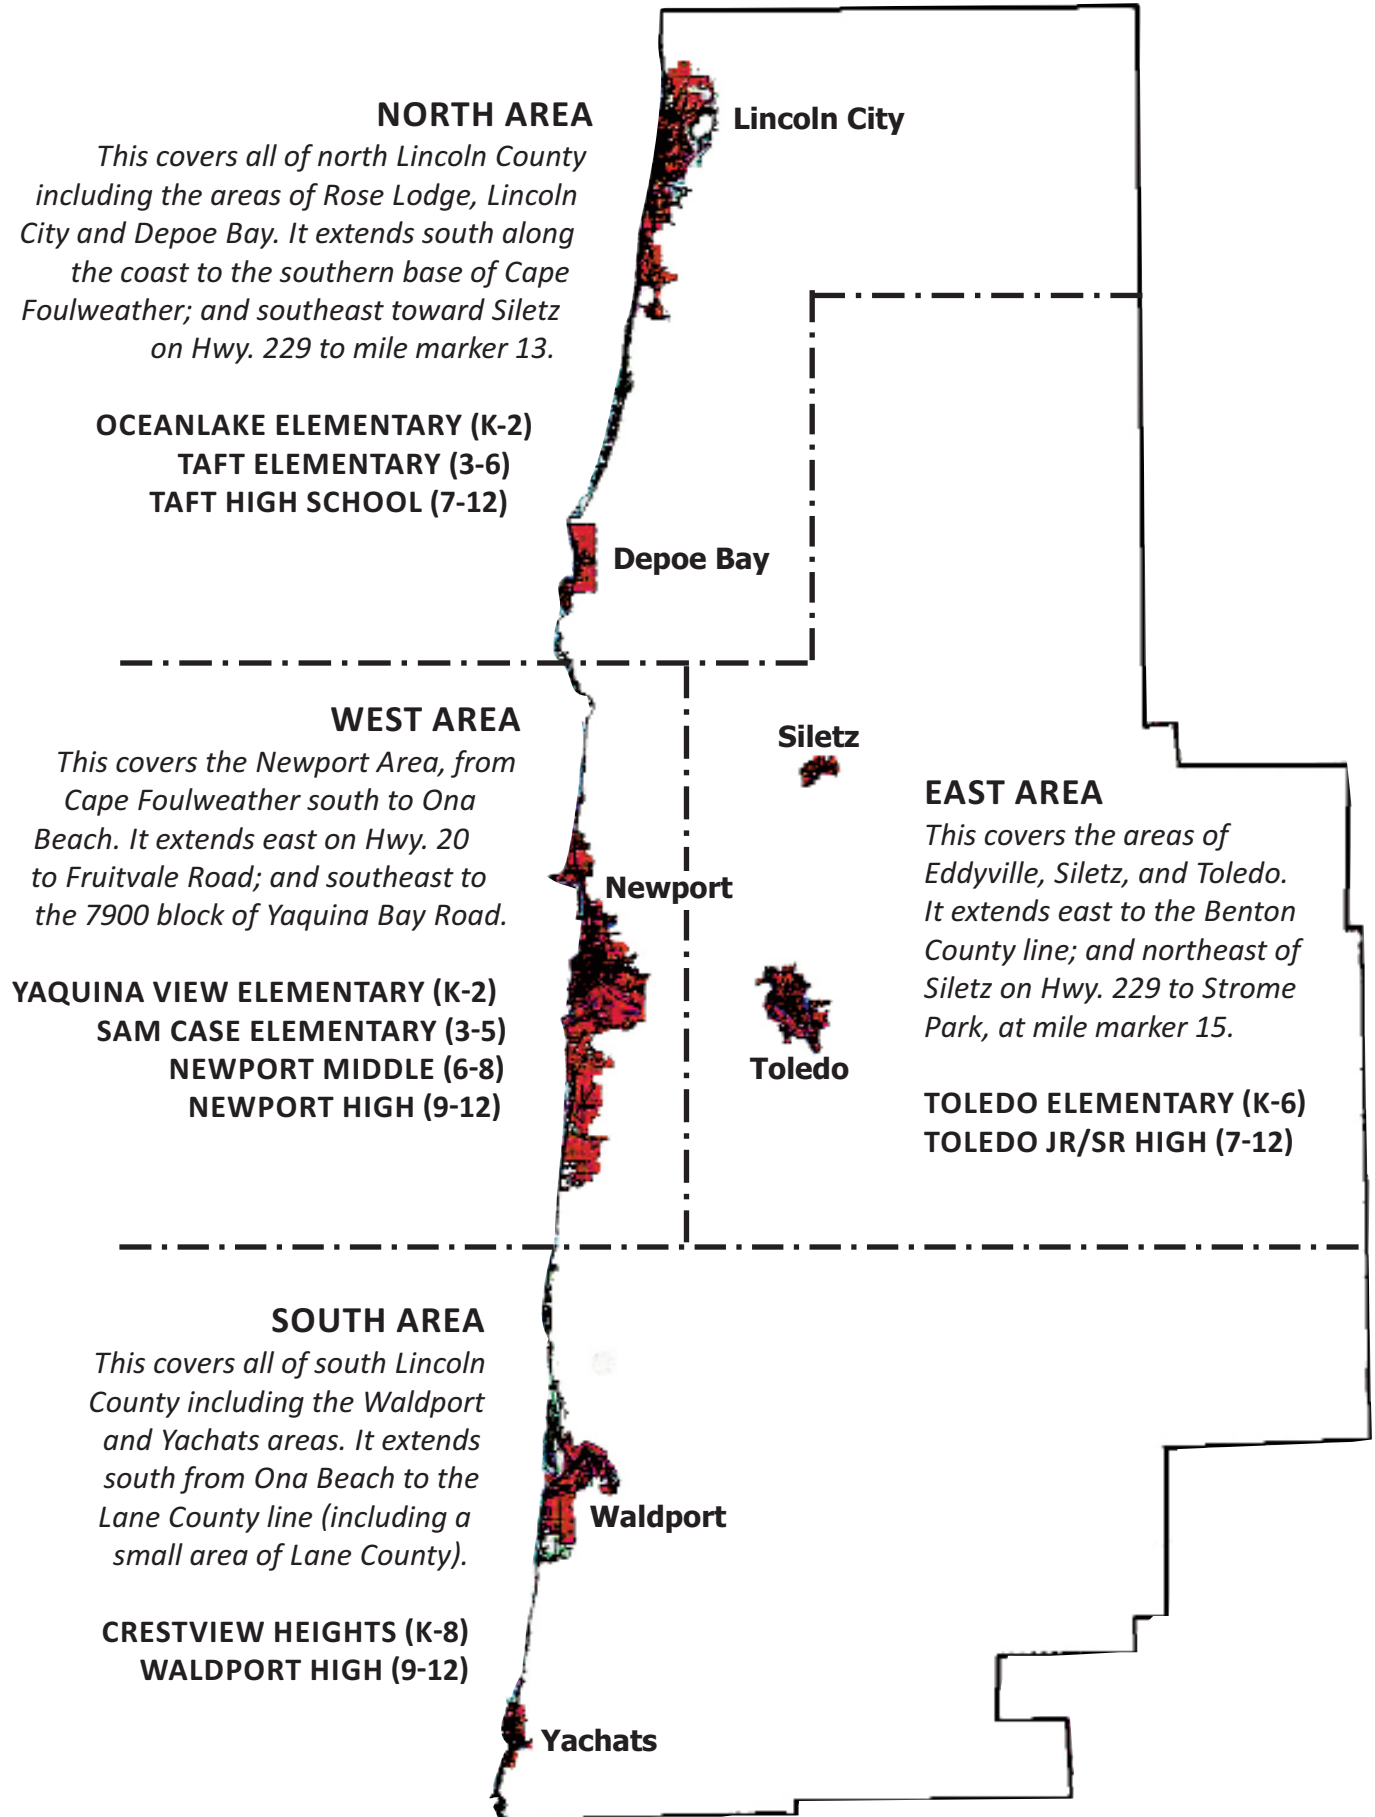 Lincoln City
NORTH AREA
This covers all of north Lincoln County
including the areas of Rose Lodge, Lincoln
City and Depoe Bay. It extends south along
the coast to the southern base of Cape
Foulweather; and southeast toward Siletz
on Hwy. 229 to mile marker 13.
OCEANLAKE ELEMENTARY (K-2)
TAFT ELEMENTARY (3-6)
TAFT HIGH SCHOOL (7-12)
Depoe Bay
WEST AREA
This covers the Newport Area, from
Cape Foulweather south to Ona
Beach. It extends east on Hwy. 20
to Fruitvale Road; and southeast to
the 7900 block of Yaquina Bay Road.
YAQUINA VIEW ELEMENTARY (K-2)
SAM CASE ELEMENTARY (3-5)
NEWPORT MIDDLE (6-8)
NEWPORT HIGH (9-12)
Newport
Siletz
Toledo
EAST AREA
This covers the areas of
Eddyville, Siletz, and Toledo.
It extends east to the Benton
County line; and northeast of
Siletz on Hwy. 229 to Strome
Park, at mile marker 15.
TOLEDO ELEMENTARY (K-6)
TOLEDO JR/SR HIGH (7-12)
SOUTH AREA
This covers all of south Lincoln
County including the Waldport
and Yachats areas. It extends
south from Ona Beach to the
Lane County line (including a
small area of Lane County).
CRESTVIEW HEIGHTS (K-8)
WALDPORT HIGH (9-12)
Waldport
Yachats